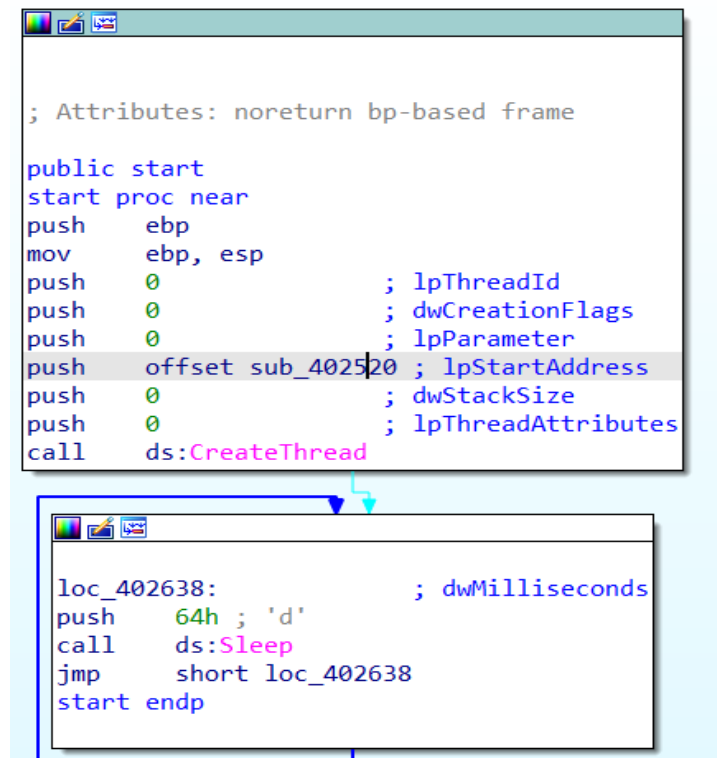 ; Attributes: noreturn bp-based frame
public start
start proc near
push    ebp
mov     ebp, esp
push    0               ; lpThreadId
push    0               ; dwCreationFlags
push    0               ; lpParameter
push    offset sub_402520 ; lpStartAddress
push    0               ; dwStackSize
push    0               ; lpThreadAttributes
call    ds:CreateThread
loc_402638:             ; dwMilliseconds
push    64h ; 'd'
call    ds:Sleep
jmp     short loc_402638
start endp